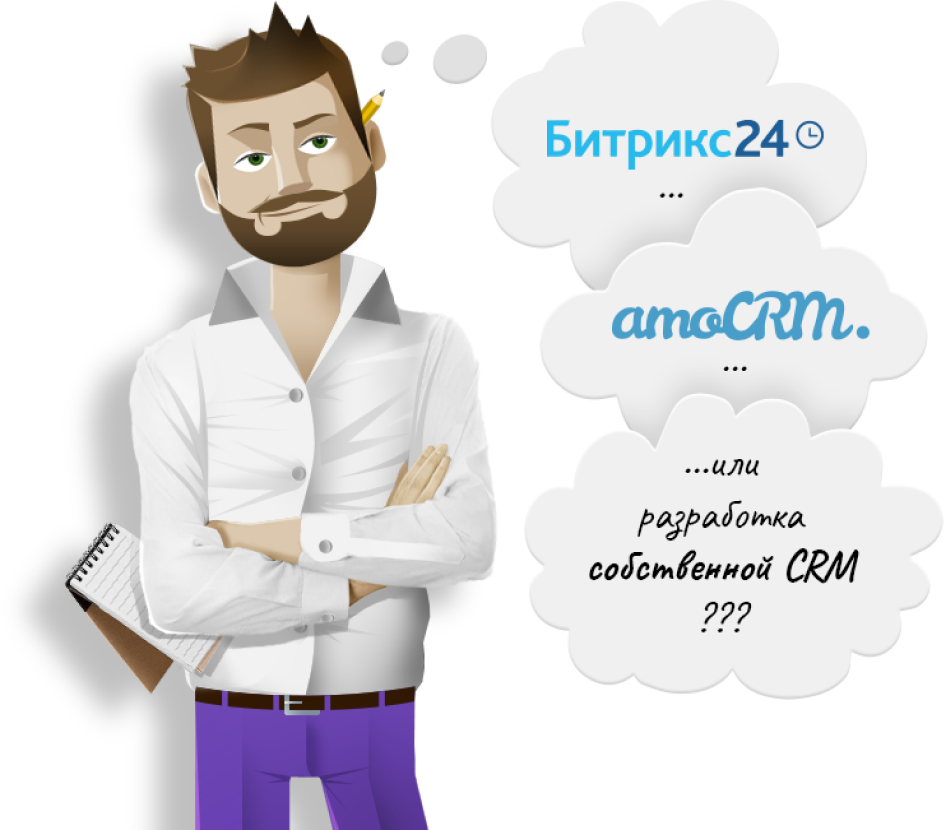 Битрикс24
...
amoCRM.
...
...или
разработка
собственной CRM
???